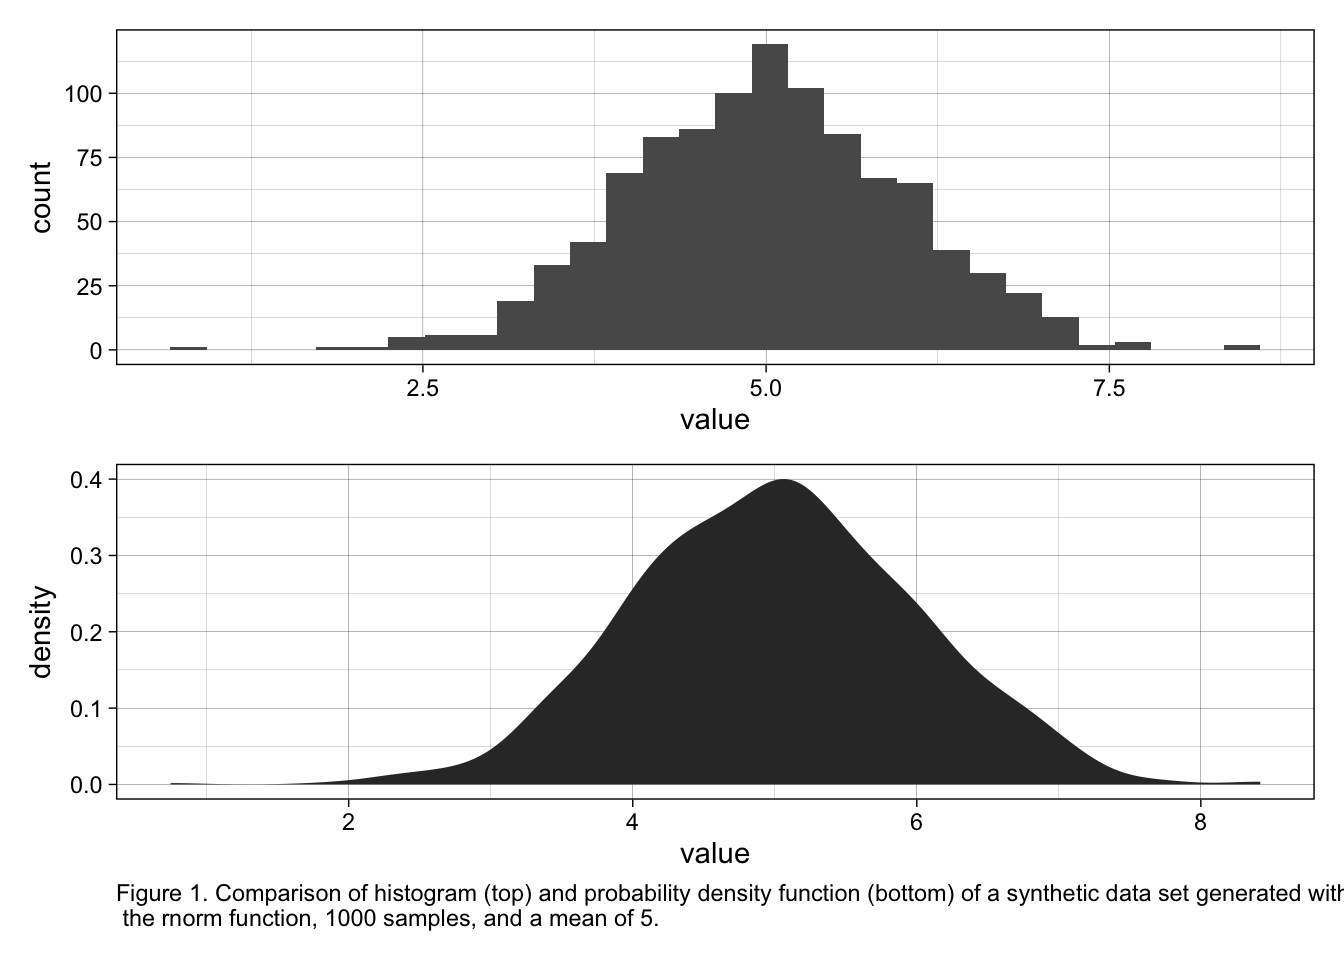 100
75
50
25
0
count
2.5 5.0 7.5
value
0.4
0.3
0.2
0.1
0.0
density
2 4 6 8
value
Figure 1. Comparison of histogram (top) and probability density function (bottom) of a synthetic data set generated with
the rnorm function, 1000 samples, and a mean of 5.